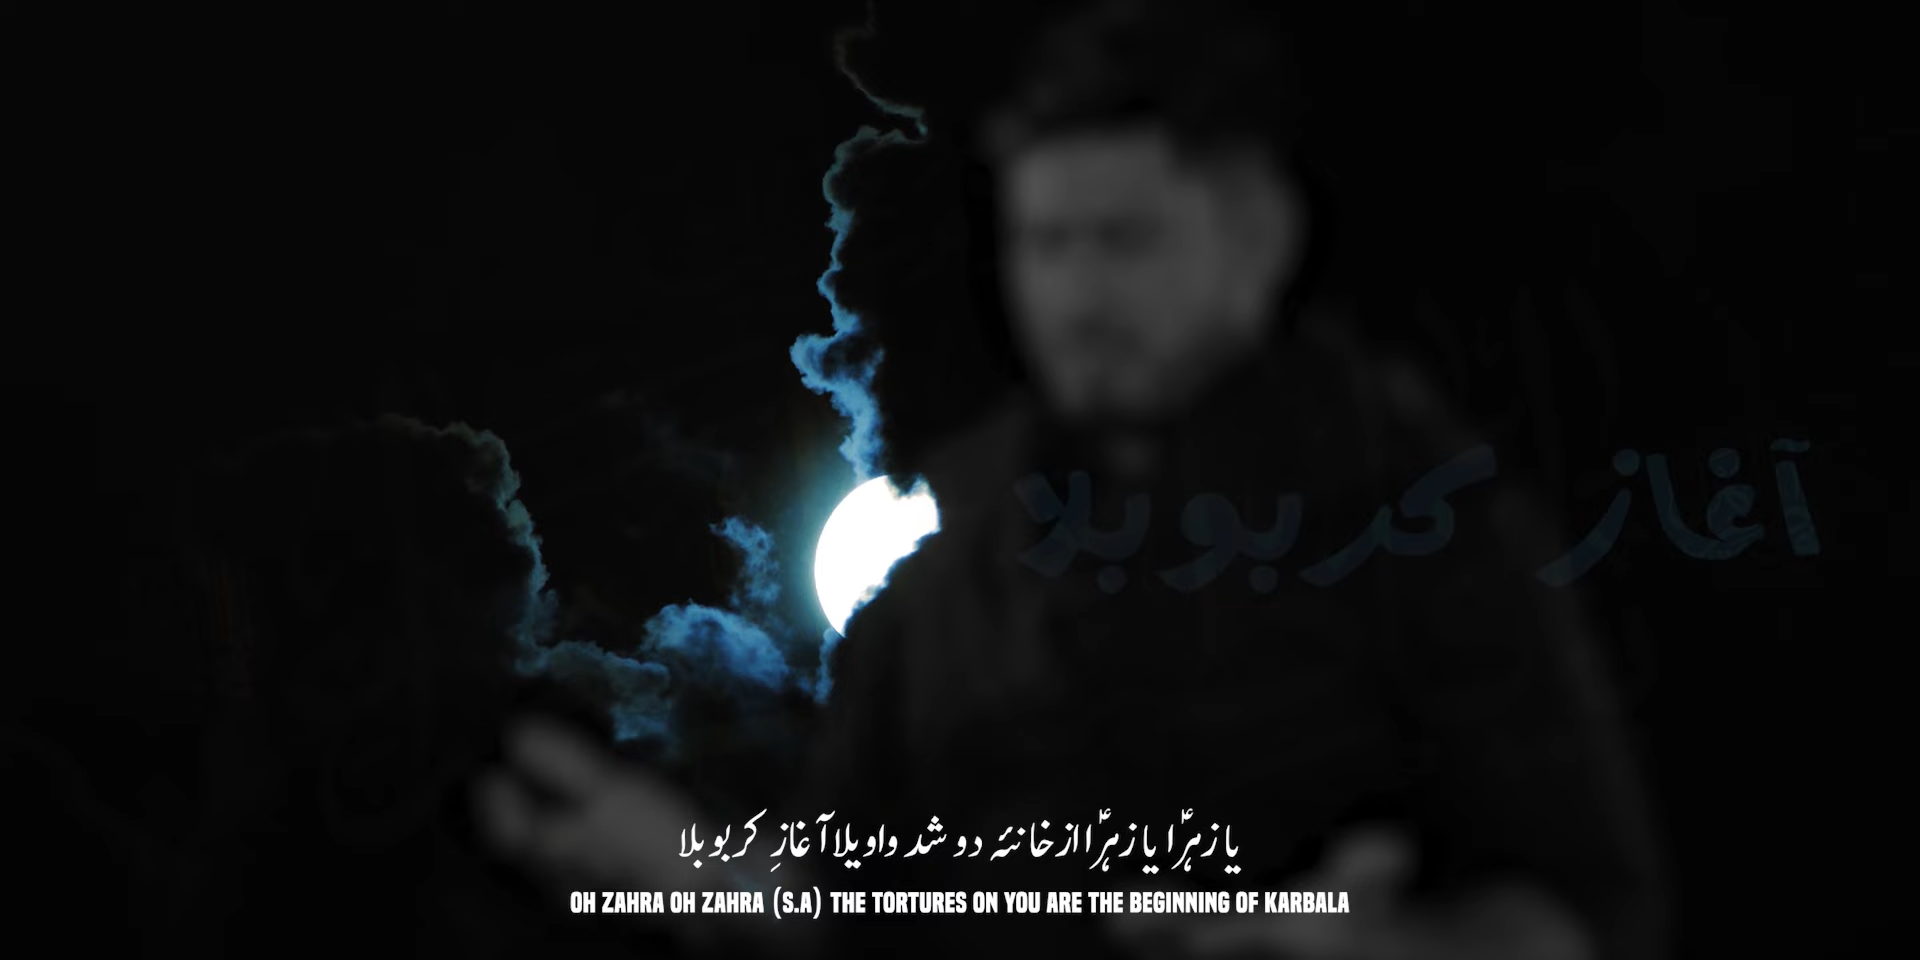 آغاز کربوبلا
یا زہرؑا یا زہرؑا از خانئہ دو شد واویلا آغازِ کربوبلا
OH ZAHRA OH ZAHRA (S.A) THE TORTURES ON YOU ARE THE BEGINNING OF KARBALA